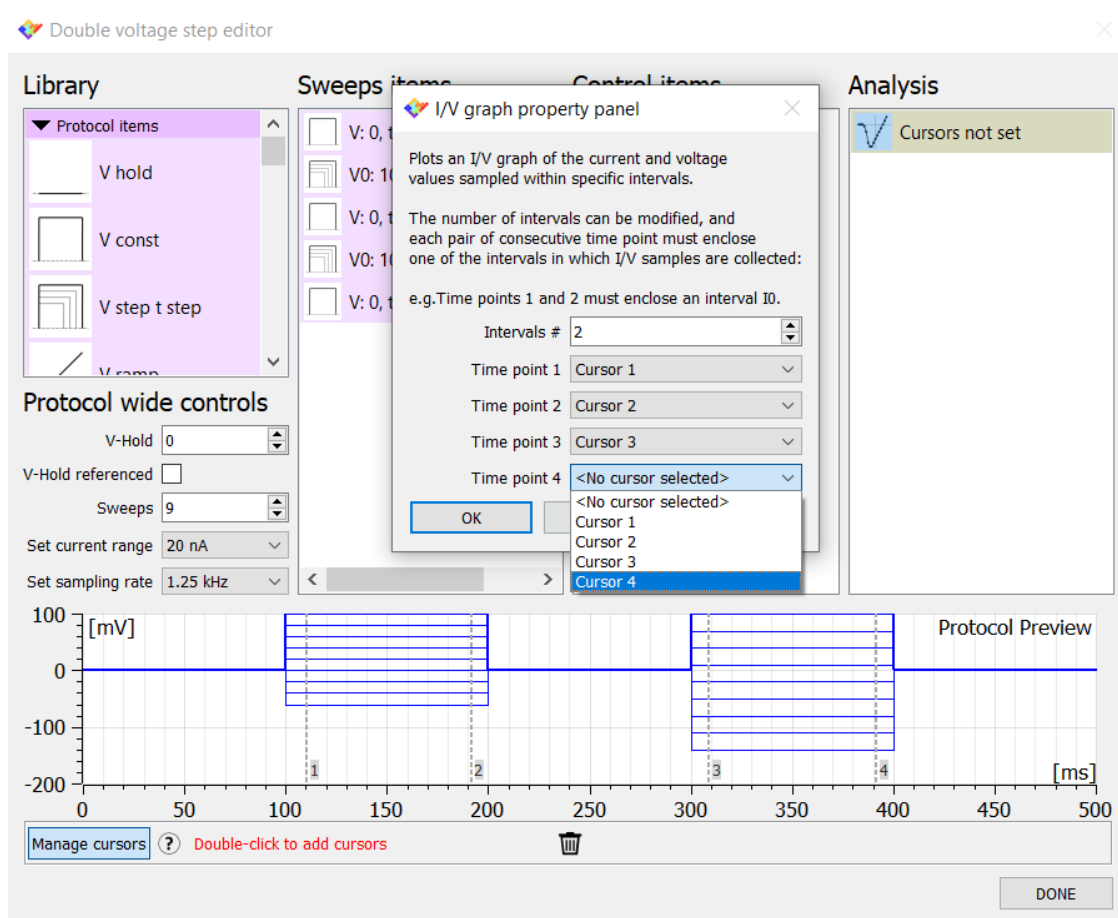 Double voltage step editor
Library
Sweeps items
Control items
Analysis
Protocol items
V hold
V const
V step t step
V ramp
V: 0, t
V0: 10
V: 0, t
V0: 10
V: 0, t
Cursors not set
I/V graph property panel
Plots an I/V graph of the current and voltage
values sampled within specific intervals.
The number of intervals can be modified, and
each pair of consecutive time point must enclose
one of the intervals in which I/V samples are collected:
e.g.Time points 1 and 2 must enclose an interval I0.
Intervals # 2
Time point 1 Cursor 1
Time point 2 Cursor 2
Time point 3 Cursor 3
Time point 4 <No cursor selected>
<No cursor selected>
Cursor 1
Cursor 2
Cursor 3
Cursor 4
OK
Protocol wide controls
V-Hold 0
V-Hold referenced
Sweeps 9
Set current range 20 nA
Set sampling rate 1.25 kHz
100
0
-100
-200
[mV]
Protocol Preview
1
2
3
4
[ms]
0 50 100 150 200 250 300 350 400 450 500
Manage cursors ? Double-click to add cursors
DONE